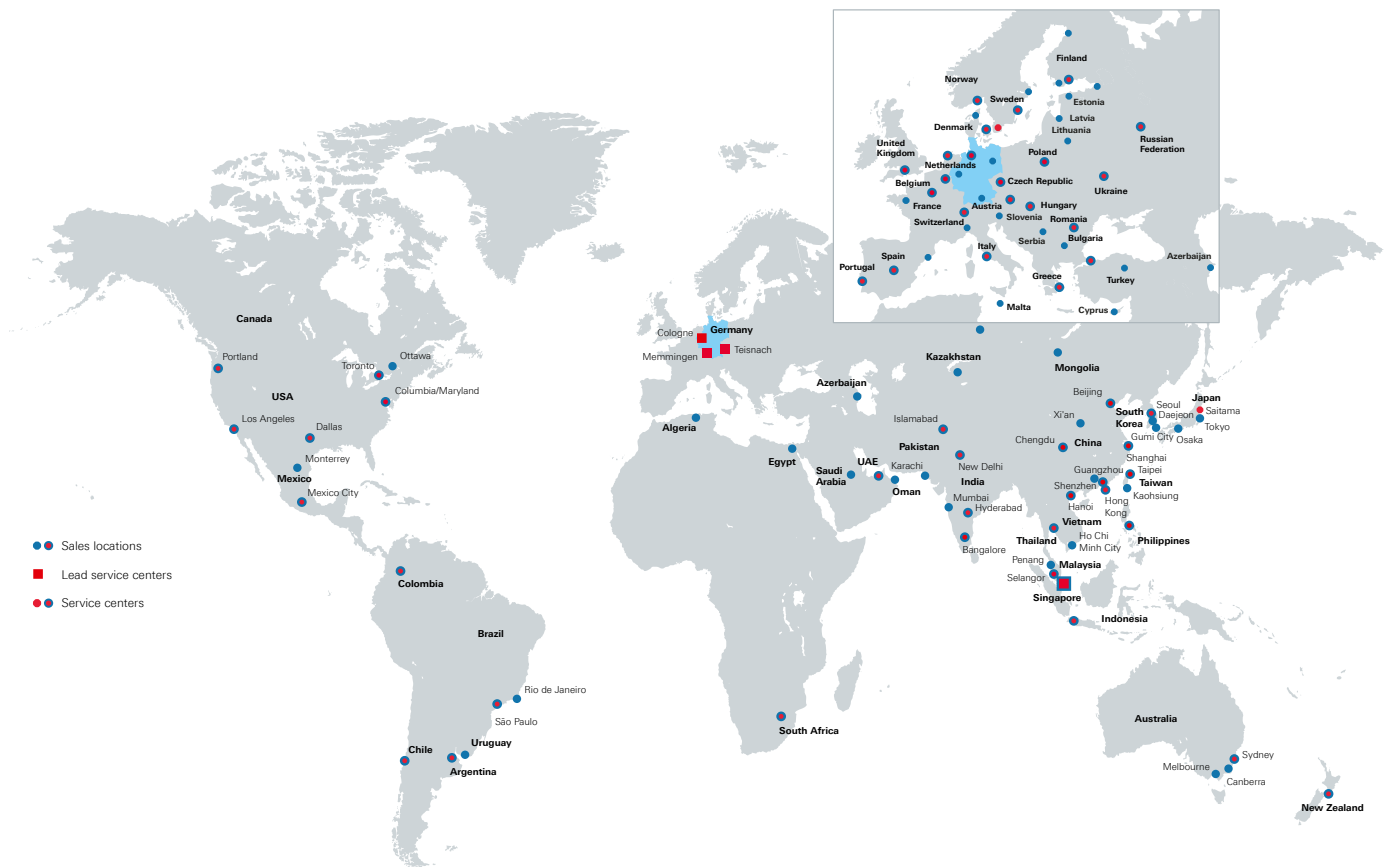 Finland
Norway
Sweden
Estonia
Latvia
Lithuania
Denmark
Russian
Federation
United
Kingdom
Poland
Netherlands
Belgium
Czech Republic
Ukraine
France
Austria
Hungary
Switzerland
Slovenia
Romania
Serbia
Bulgaria
Italy
Spain
Portugal
Azerbaijan
Greece
Turkey
Malta
Cyprus
Canada
Portland
Toronto
Ottawa
USA
Columbia/Maryland
Los Angeles
Dallas
Monterrey
Mexico
Mexico City
Sales locations
Lead service centers
Service centers
Colombia
Brazil
Rio de Janeiro
São Paulo
Uruguay
Chile
Argentina
Cologne
Germany
Memmingen
Teisnach
Kazakhstan
Mongolia
Azerbaijan
Algeria
Egypt
Saudi
Arabia
UAE
Oman
Islamabad
Pakistan
Karachi
New Delhi
India
Mumbai
Hyderabad
Bangalore
Beijing
Xi'an
Chengdu
China
South
Korea
Seoul
Daejeon
Gumi City
Japan
Saitama
Tokyo
Osaka
Shanghai
Guangzhou
Taipei
Shenzhen
Taiwan
Kaohsiung
Hanoi
Hong
Kong
Vietnam
Thailand
Ho Chi
Minh City
Philippines
Penang
Malaysia
Selangor
Singapore
Indonesia
South Africa
Australia
Sydney
Melbourne
Canberra
New Zealand